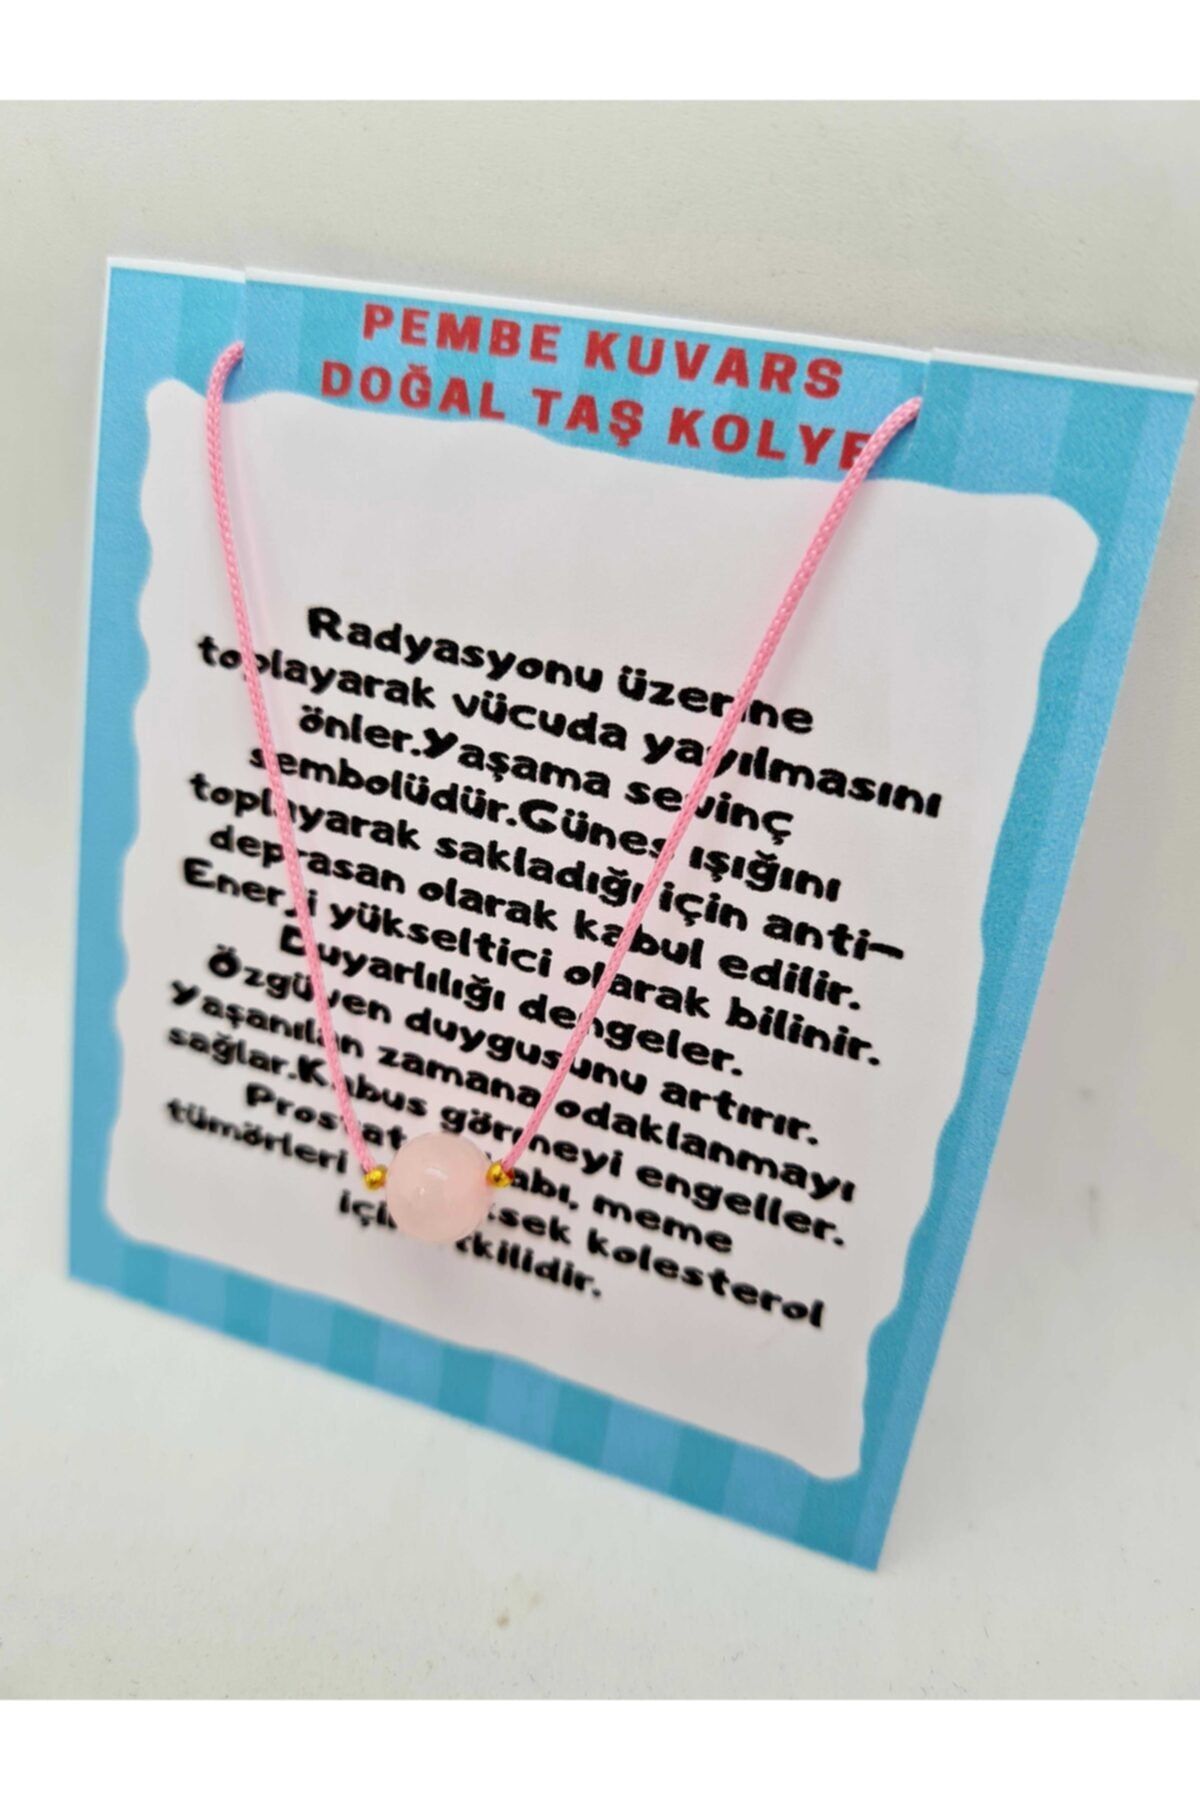 PEMBE KUVARS
DOĞAL TAŞ KOLYE
Radyasyonu üzerine
toplayarak vücuda yayılmasını
önler.Yaşama sevinç
sembolüdür.Güneş ışığını
toplayarak sakladığı için anti-
deprasan olarak kabul edilir.
Enerji yükseltici olarak bilinir.
Duyarlılığı dengeler.
Özgüven duygusunu artırır.
Yaşanılan zamana odaklanmayı
sağlar.Kabus görmeyi engeller.
Prostat meme
tümörleri kolesterol
için etkilidir.